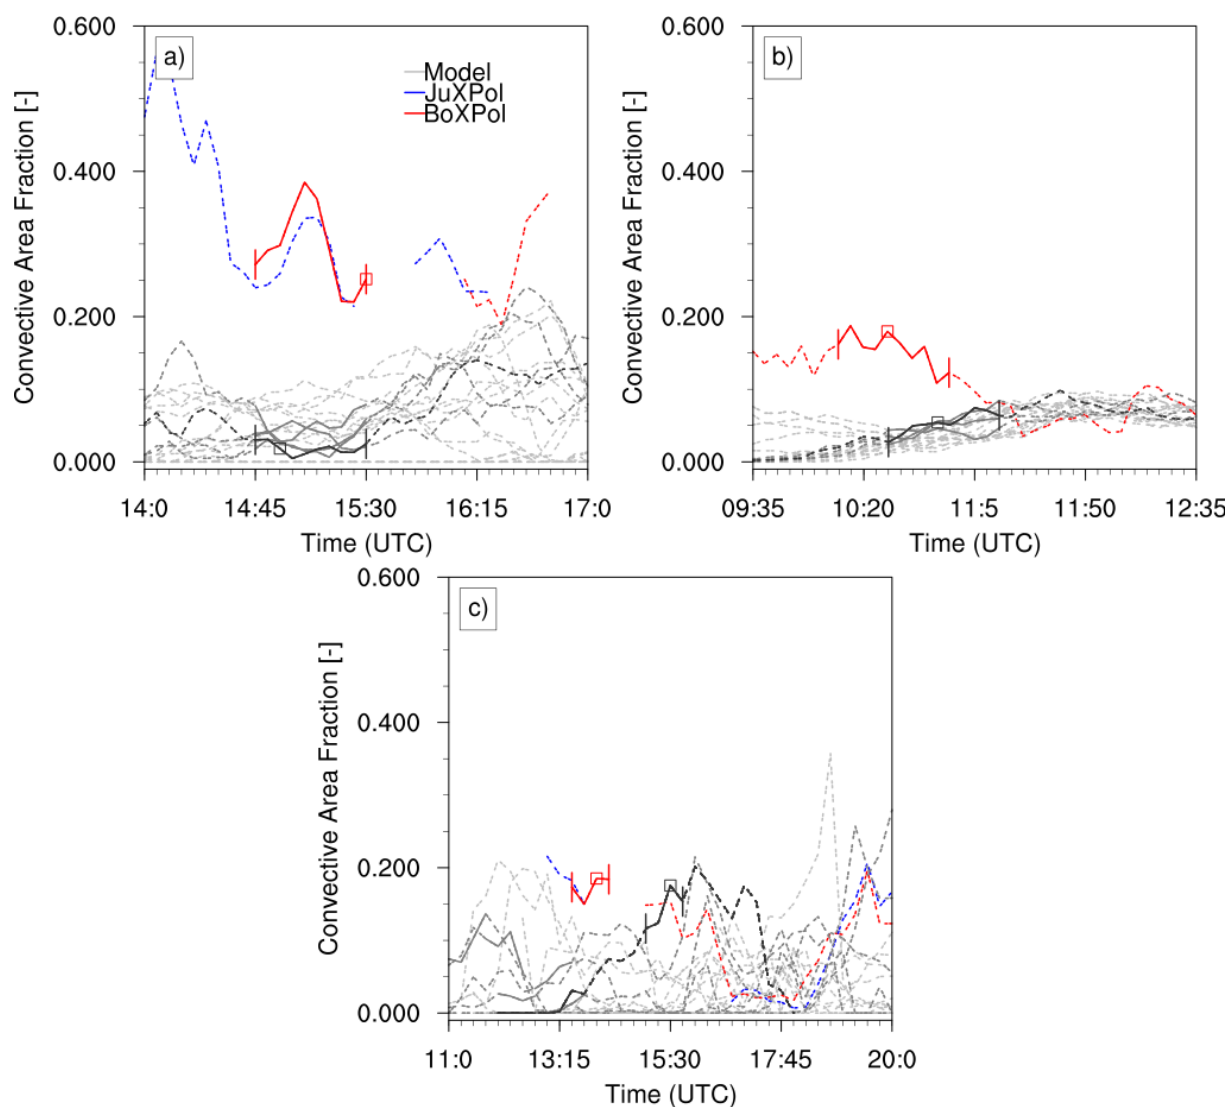 a)
Model
JuXPol
BoXPol
Convective Area Fraction [-]
0.600
0.400
0.200
0.000
14:0 14:45 15:30 16:15 17:0
Time (UTC)
b)
Convective Area Fraction [-]
0.600
0.400
0.200
0.000
09:35 10:20 11:5 11:50 12:35
Time (UTC)
c)
Convective Area Fraction [-]
0.600
0.400
0.200
0.000
11:0 13:15 15:30 17:45 20:0
Time (UTC)